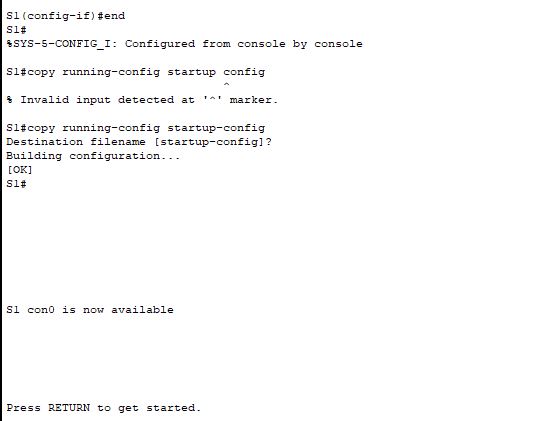 S1(config-if)#end
S1#
%SYS-5-CONFIG_I: Configured from console by console
S1#copy running-config startup config
^
% Invalid input detected at '^' marker.
S1#copy running-config startup-config
Destination filename [startup-config]?
Building configuration...
[OK]
S1#
S1 con0 is now available
Press RETURN to get started.